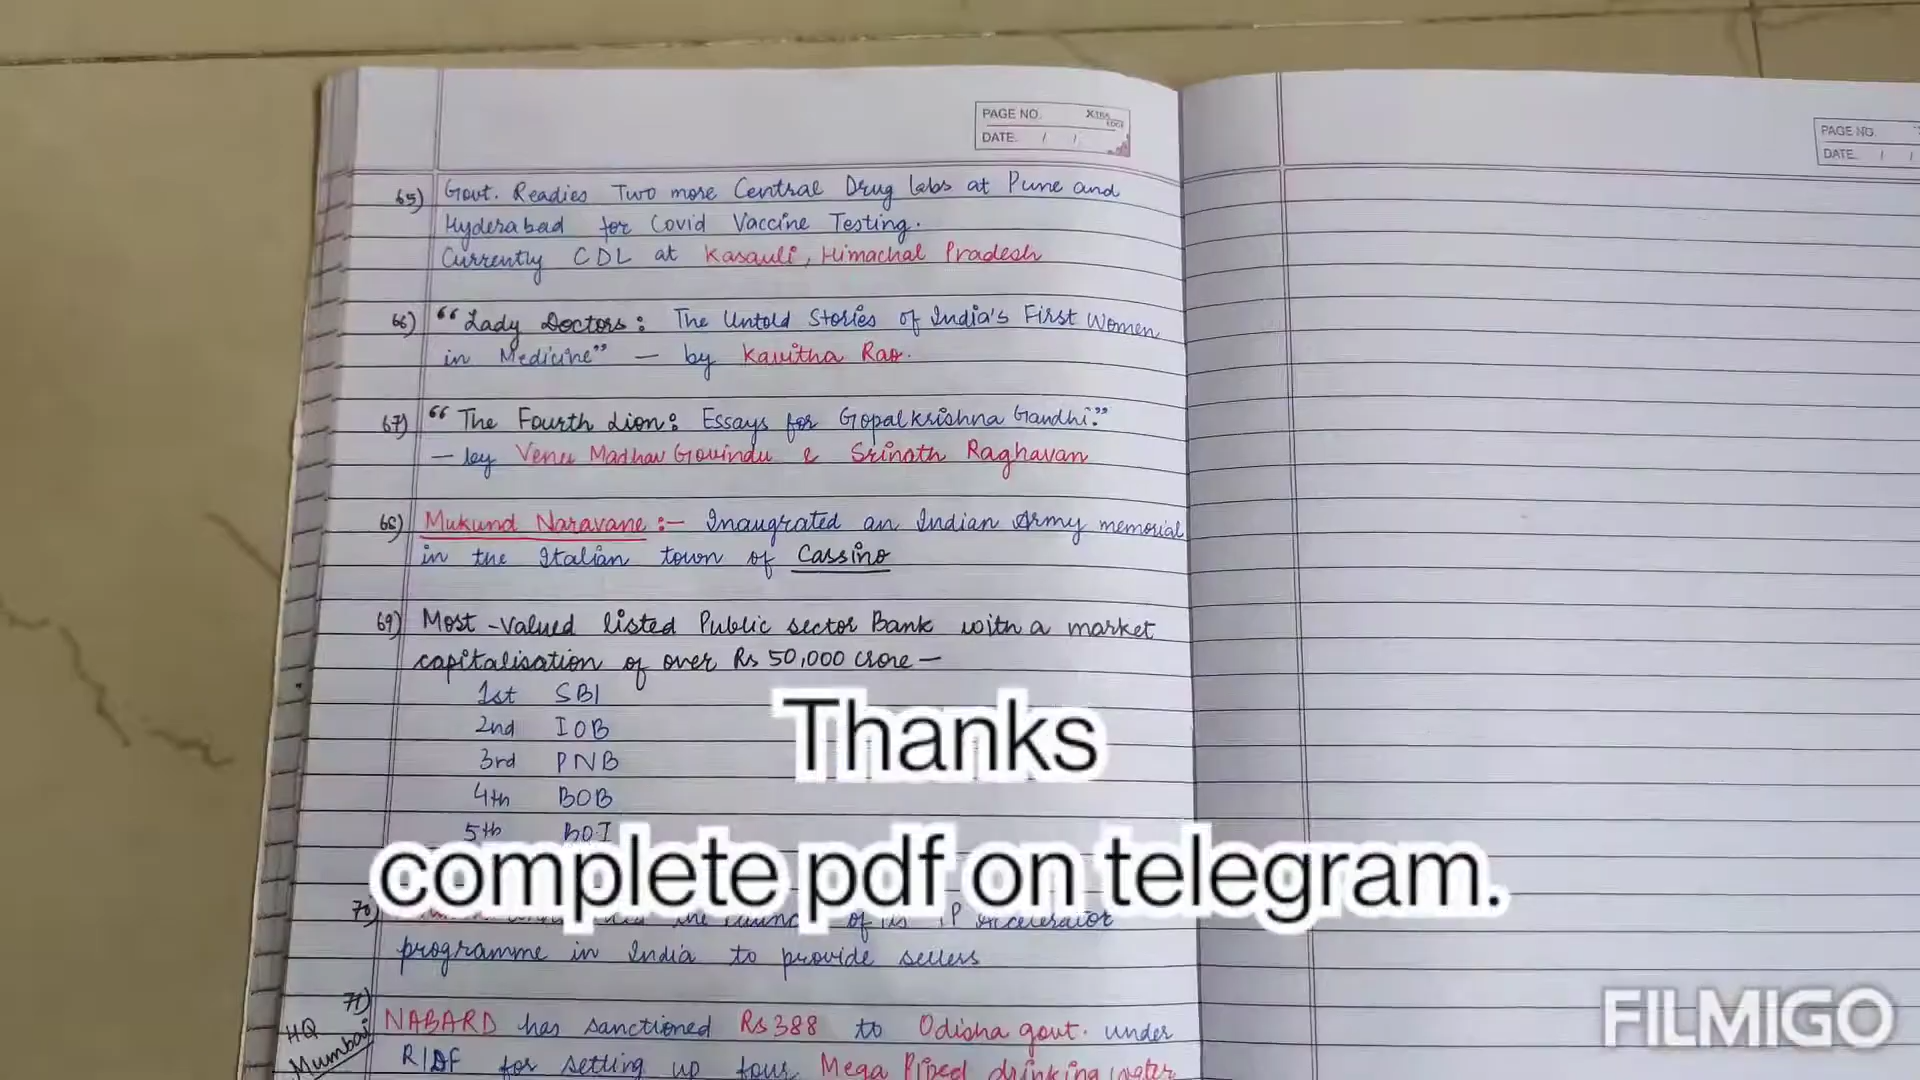 PAGE NO.
DATE. / /
PAGE NO.
DATE. / /
65) Govt. Readies Two more Central Drug labs at Pune and
Hyderabad for Covid Vaccine Testing.
Currently CDL at Kasauli, Himachal Pradesh
66) "Lady Doctors: The Untold Stories of India's First Women
in Medicine" – by Kavitha Rao.
67) "The Fourth Lion: Essays for Gopalkrishna Gandhi."
– by Venu Madhav Govindu & Srinath Raghavan
68) Mukund Naravane :- Inaugrated an Indian Army memorial
in the Italian town of Cassino
69) Most-valued listed Public sector Bank with a market
capitalisation of over Rs 50,000 crore –
1st SBI
2nd IOB
3rd PNB
4th BOB
5th BOI
Thanks
complete pdf on telegram.
70) the launch of its IP Accelerator
programme in India to provide sellers
71) NABARD has sanctioned Rs 388 to Odisha govt. under
HQ Mumbai
RIDF for setting up four Mega Piped drinking water
FILMIGO